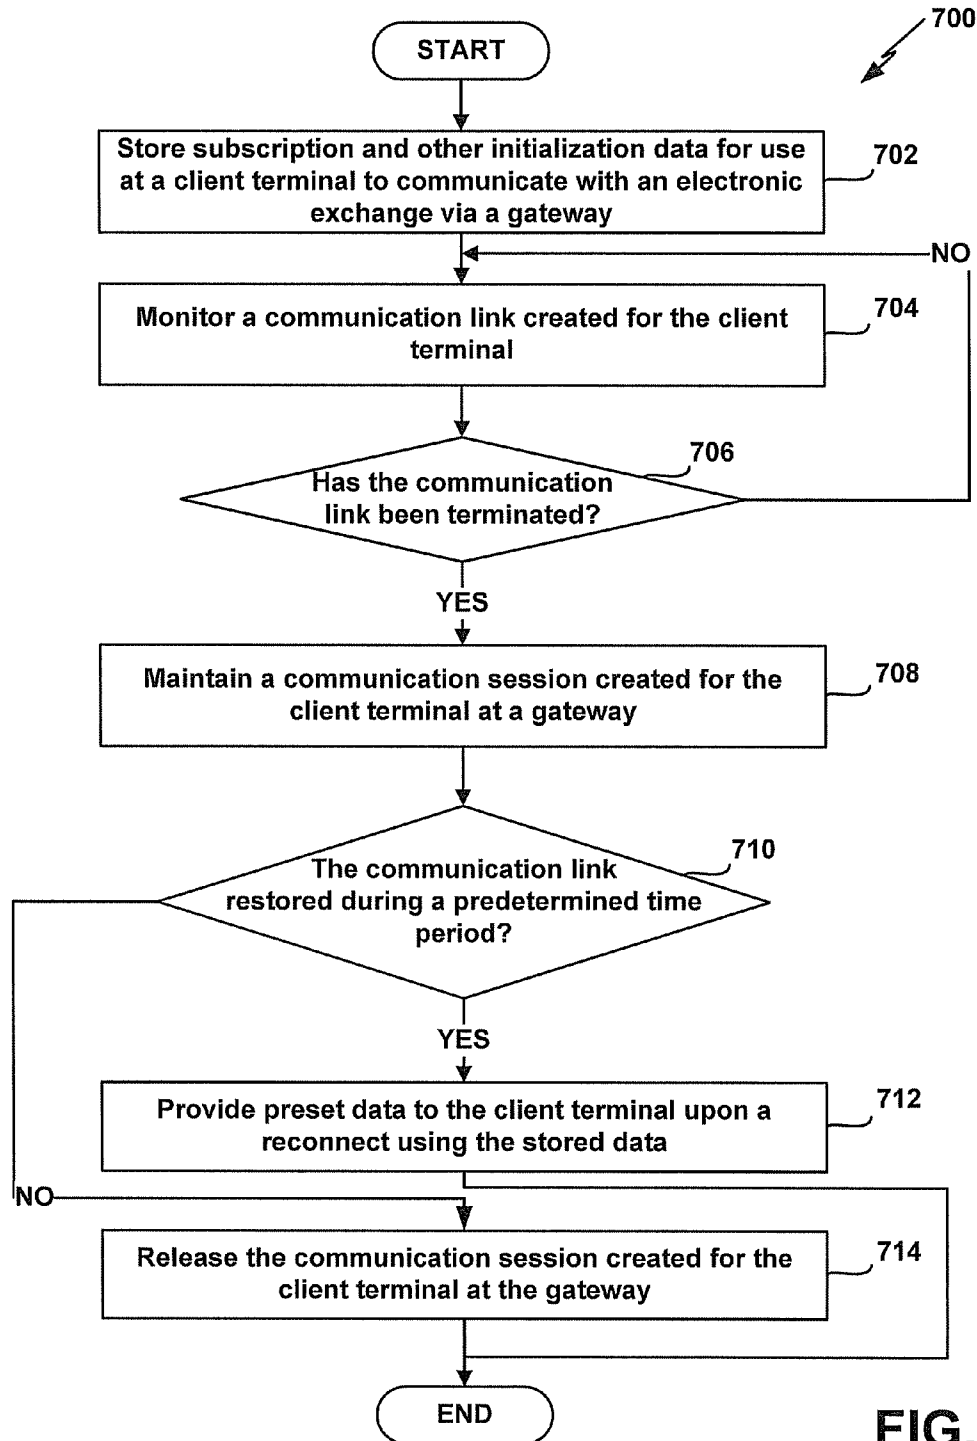 700
START
Store subscription and other initialization data for use
at a client terminal to communicate with an electronic
exchange via a gateway
702
NO
Monitor a communication link created for the client
terminal
704
706
Has the communication
link been terminated?
YES
Maintain a communication session created for the
client terminal at a gateway
708
The communication link
restored during a predetermined time
period?
710
YES
Provide preset data to the client terminal upon a
reconnect using the stored data
712
NO
Release the communication session created for the
client terminal at the gateway
714
END
FIG.